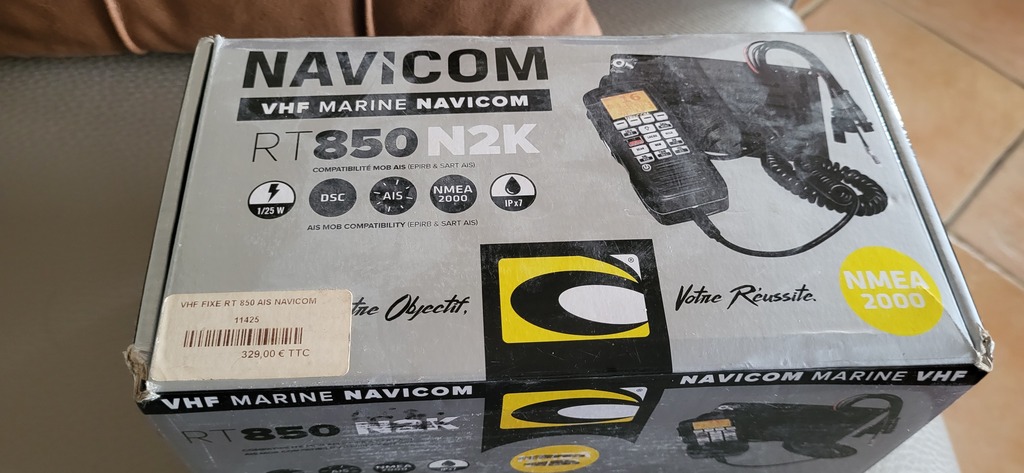 NAVICOM
VHF MARINE NAVICOM
RT850 N2K
COMPATIBILITÉ MOB AIS (EPIRB & SART AIS)
1/25 W
DSC
AIS
NMEA 2000
IPx7
AIS MOB COMPATIBILITY (EPIRB & SART AIS)
Objectif,
Votre Réussite.
®
NMEA
2000
VHF FIXE RT 850 AIS NAVICOM
11425
329,00 € TTC
VHF MARINE NAVICOM
NAVICOM MARINE VHF
RT850 N2K